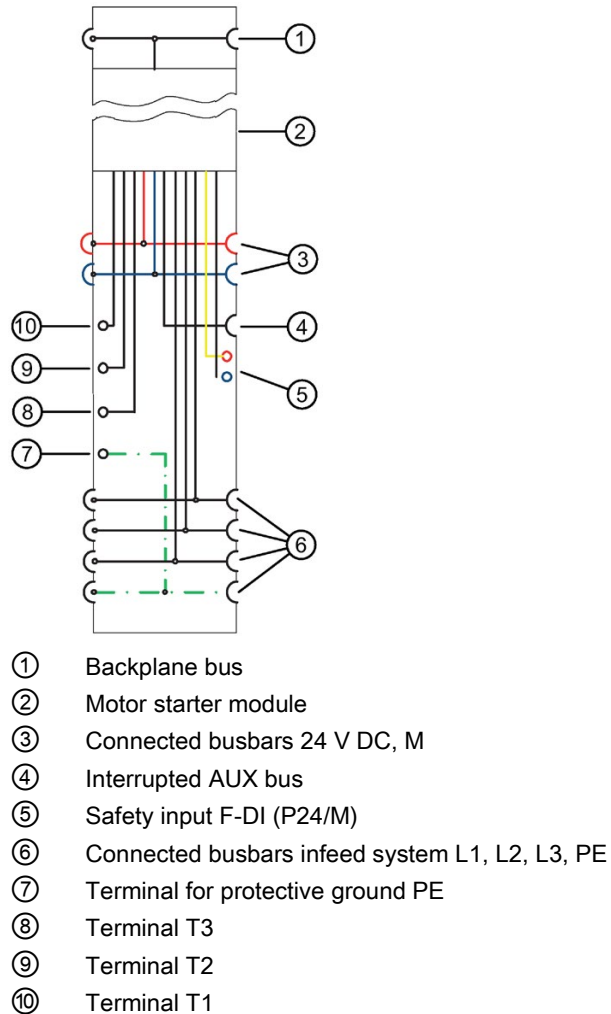 ①
②
③
④
⑤
⑥
⑩
⑨
⑧
⑦
① Backplane bus
② Motor starter module
③ Connected busbars 24 V DC, M
④ Interrupted AUX bus
⑤ Safety input F-DI (P24/M)
⑥ Connected busbars infeed system L1, L2, L3, PE
⑦ Terminal for protective ground PE
⑧ Terminal T3
⑨ Terminal T2
⑩ Terminal T1